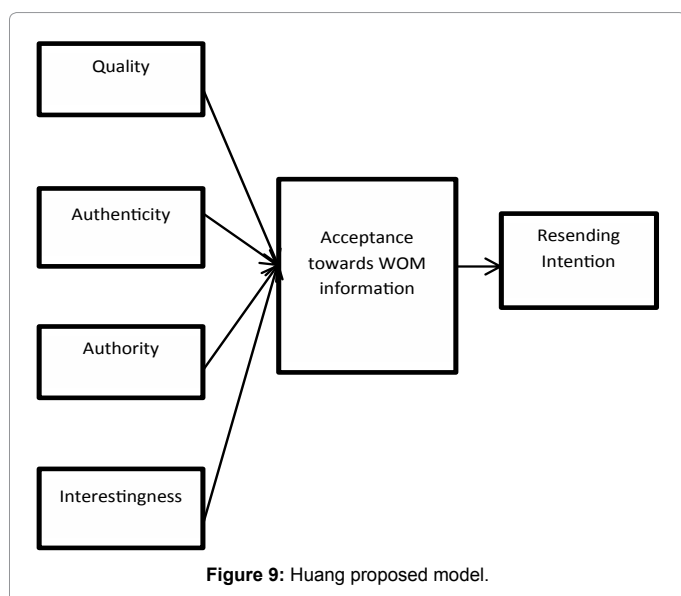 Quality
Authenticity
Authority
Interestingness
Acceptance
towards WOM
information
Resending
Intention
Figure 9: Huang proposed model.